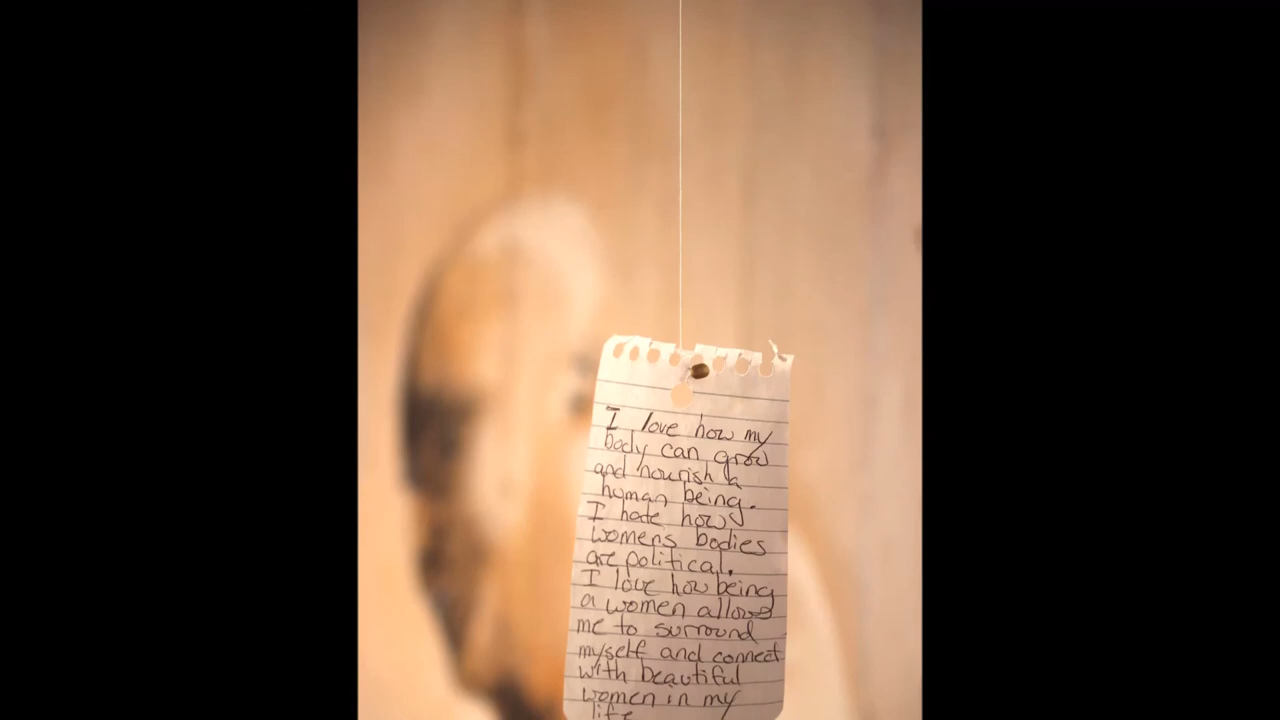 I love how my
body can grow
and nourish a
human being.
I hate how
womens bodies
are political.
I love how being
a women allows
me to surround
myself and connect
with beautiful
women in my
life